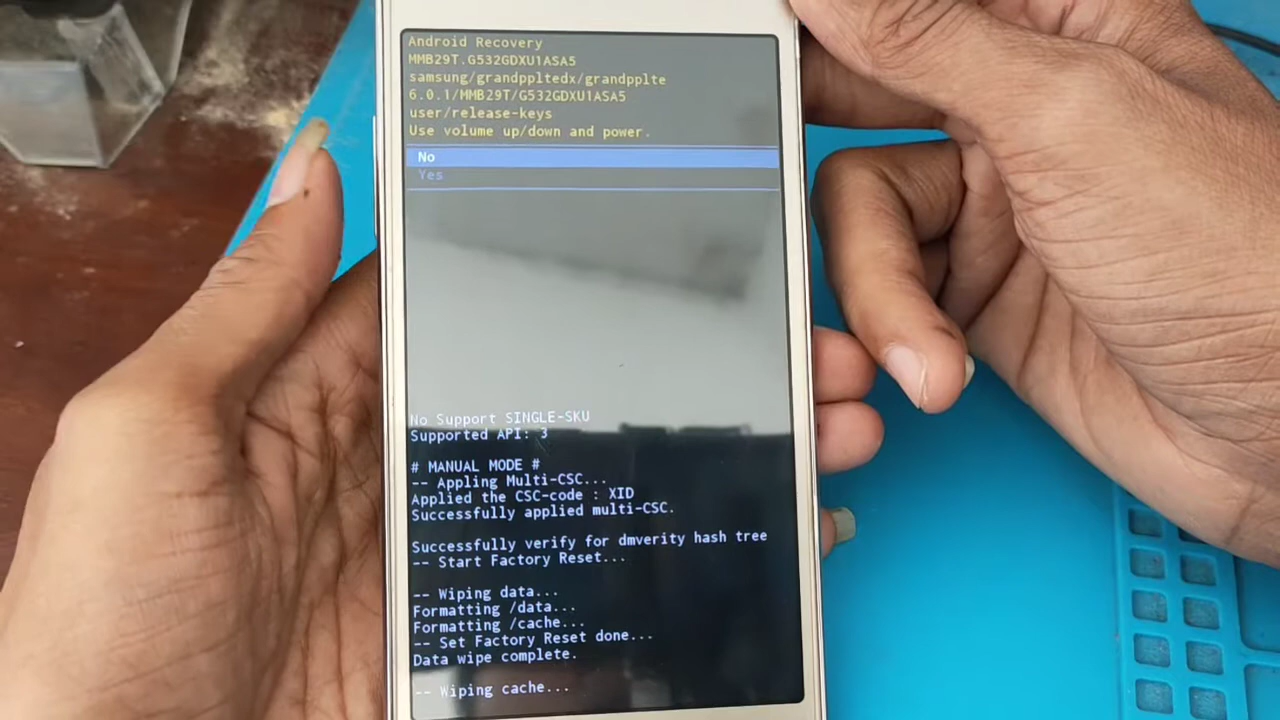 Android Recovery
MMB29T.G532GDXU1ASA5
samsung/grandppltedx/grandpplte
6.0.1/MMB29T/G532GDXU1ASA5
user/release-keys
Use volume up/down and power.
No
Yes
No Support SINGLE-SKU
Supported API: 3
# MANUAL MODE #
-- Appling Multi-CSC...
Applied the CSC-code : XID
Successfully applied multi-CSC.
Successfully verify for dmverity hash tree
-- Start Factory Reset...
-- Wiping data...
Formatting /data...
Formatting /cache...
-- Set Factory Reset done...
Data wipe complete.
-- Wiping cache...